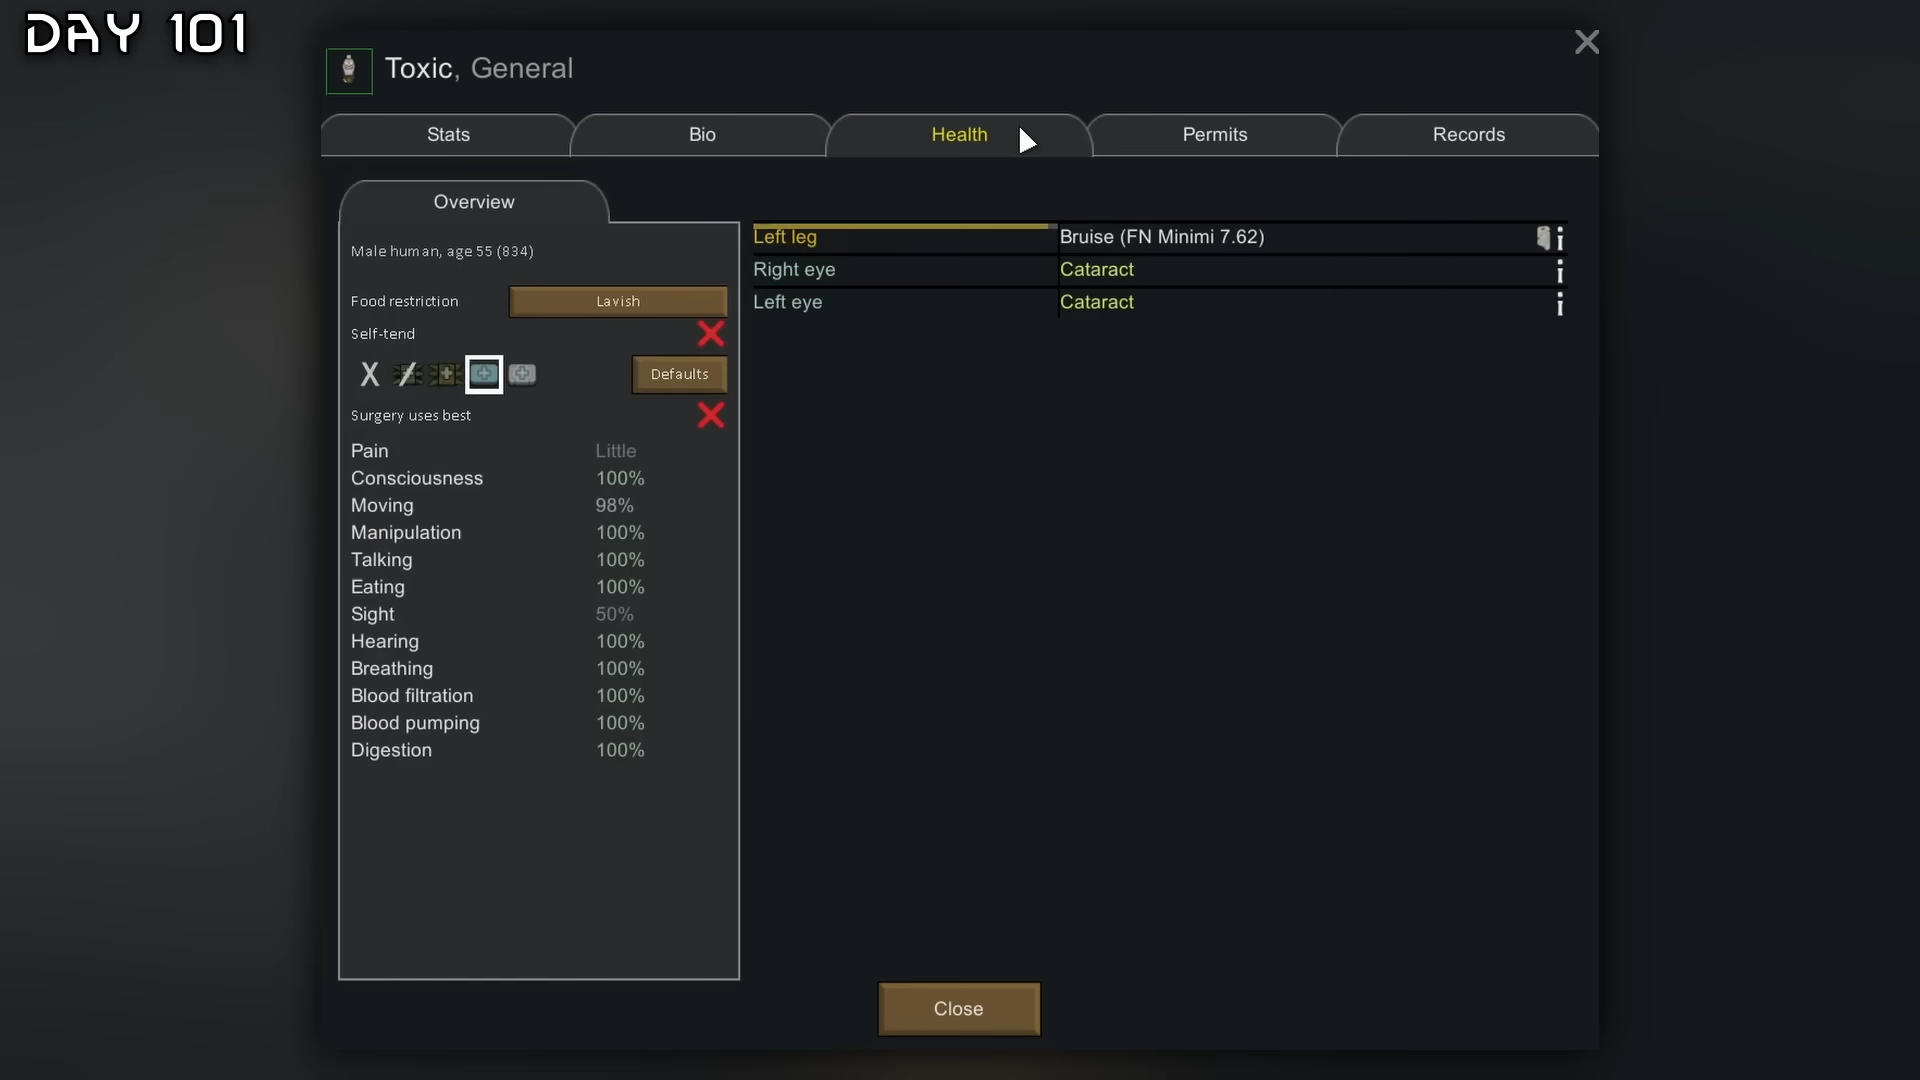 DAY 101
Toxic, General
Stats
Bio
Health
Permits
Records
Overview
Male human, age 55 (834)
Food restriction
Lavish
Self-tend
Defaults
Surgery uses best
Pain Little
Consciousness 100%
Moving 98%
Manipulation 100%
Talking 100%
Eating 100%
Sight 50%
Hearing 100%
Breathing 100%
Blood filtration 100%
Blood pumping 100%
Digestion 100%
Left leg Bruise (FN Minimi 7.62)
Right eye Cataract
Left eye Cataract
Close